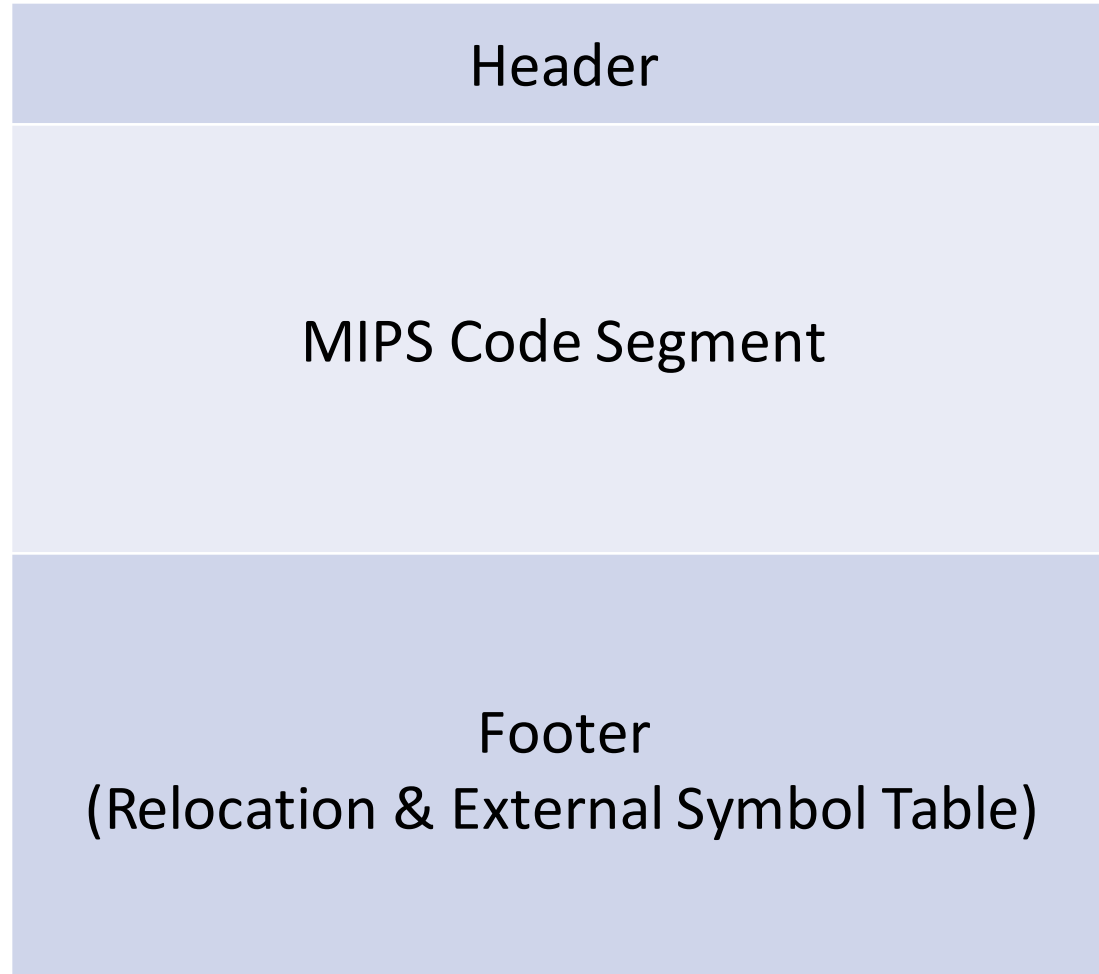 Header
MIPS Code Segment
Footer
(Relocation & External Symbol Table)